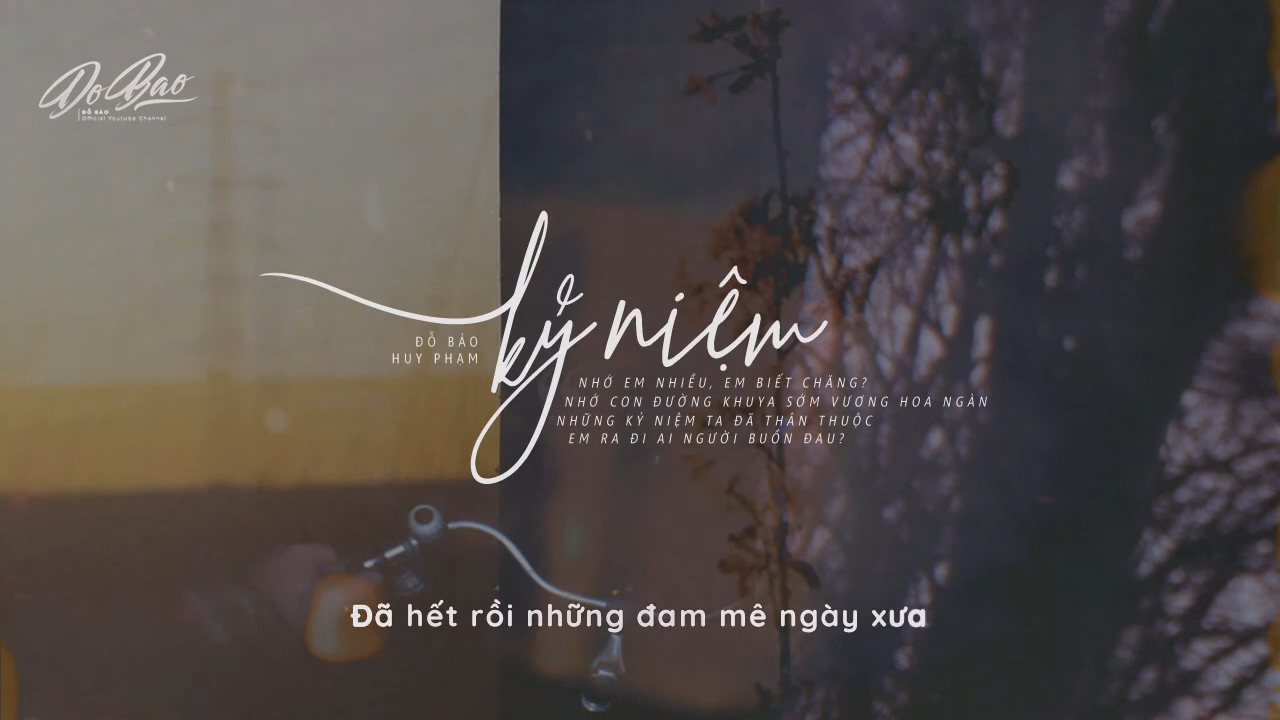 Do Bao
ĐỖ BẢO
Official Youtube Channel
kỷ niệm
ĐỖ BẢO
HUY PHẠM
NHỚ EM NHIỀU, EM BIẾT CHĂNG?
NHỚ CON ĐƯỜNG KHUYA SỚM VƯƠNG HOA NGÀN
NHỮNG KỶ NIỆM TA ĐÃ THÂN THUỘC
EM RA ĐI AI NGƯỜI BUỒN ĐAU?
Đã hết rồi những đam mê ngày xưa